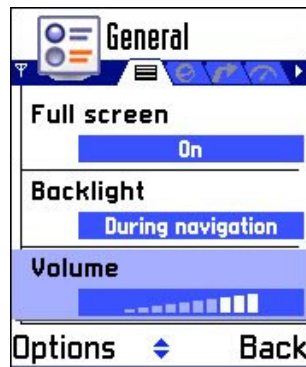 General
Full screen
On
Backlight
During navigation
Volume
Options
Back